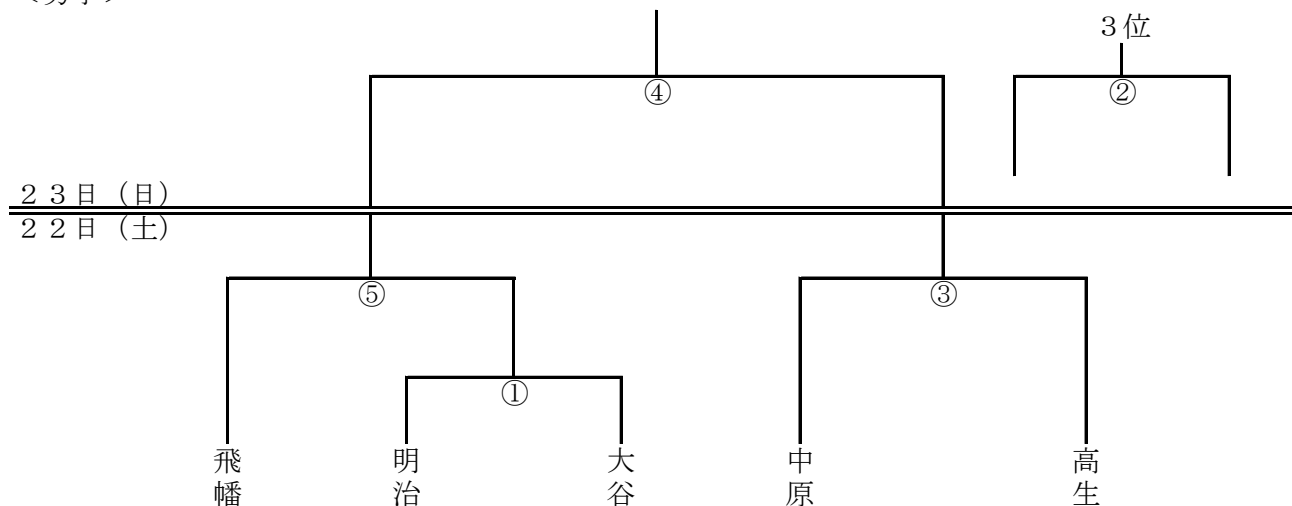 ３位
④
②
２３日（日）
２２日（土）
⑤
③
①
飛幡
明治
大谷
中原
高生